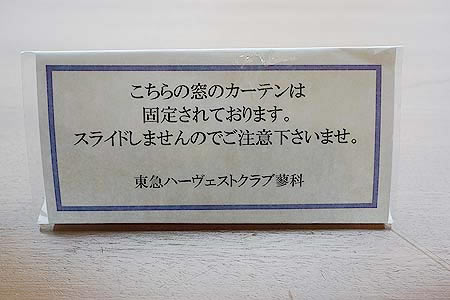 こちらの窓のカーテンは
固定されております。
スライドしませんのでご注意下さいませ。
東急ハーヴェストクラブ蓼科